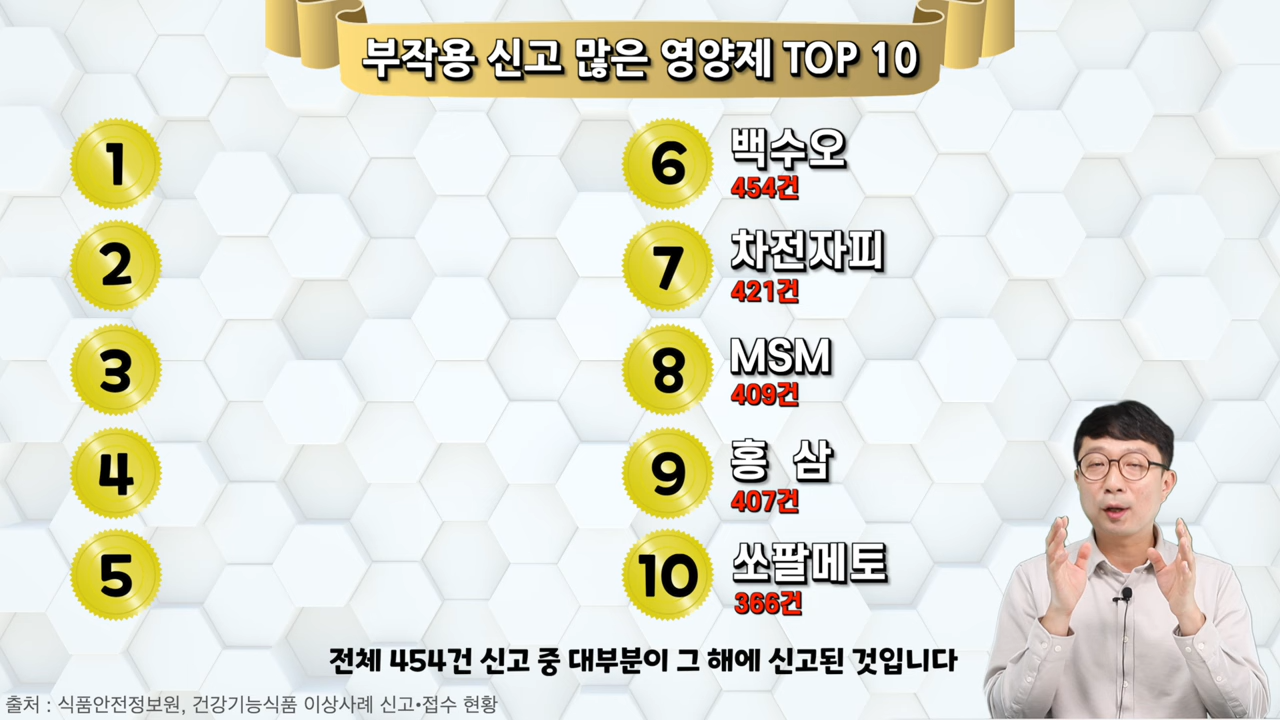 부작용 신고 많은 영양제 TOP 10
1
2
3
4
5
6 백수오
454건
7 차전자피
421건
8 MSM
409건
9 홍 삼
407건
10 쏘팔메토
366건
전체 454건 신고 중 대부분이 그 해에 신고된 것입니다
출처 : 식품안전정보원, 건강기능식품 이상사례 신고•접수 현황